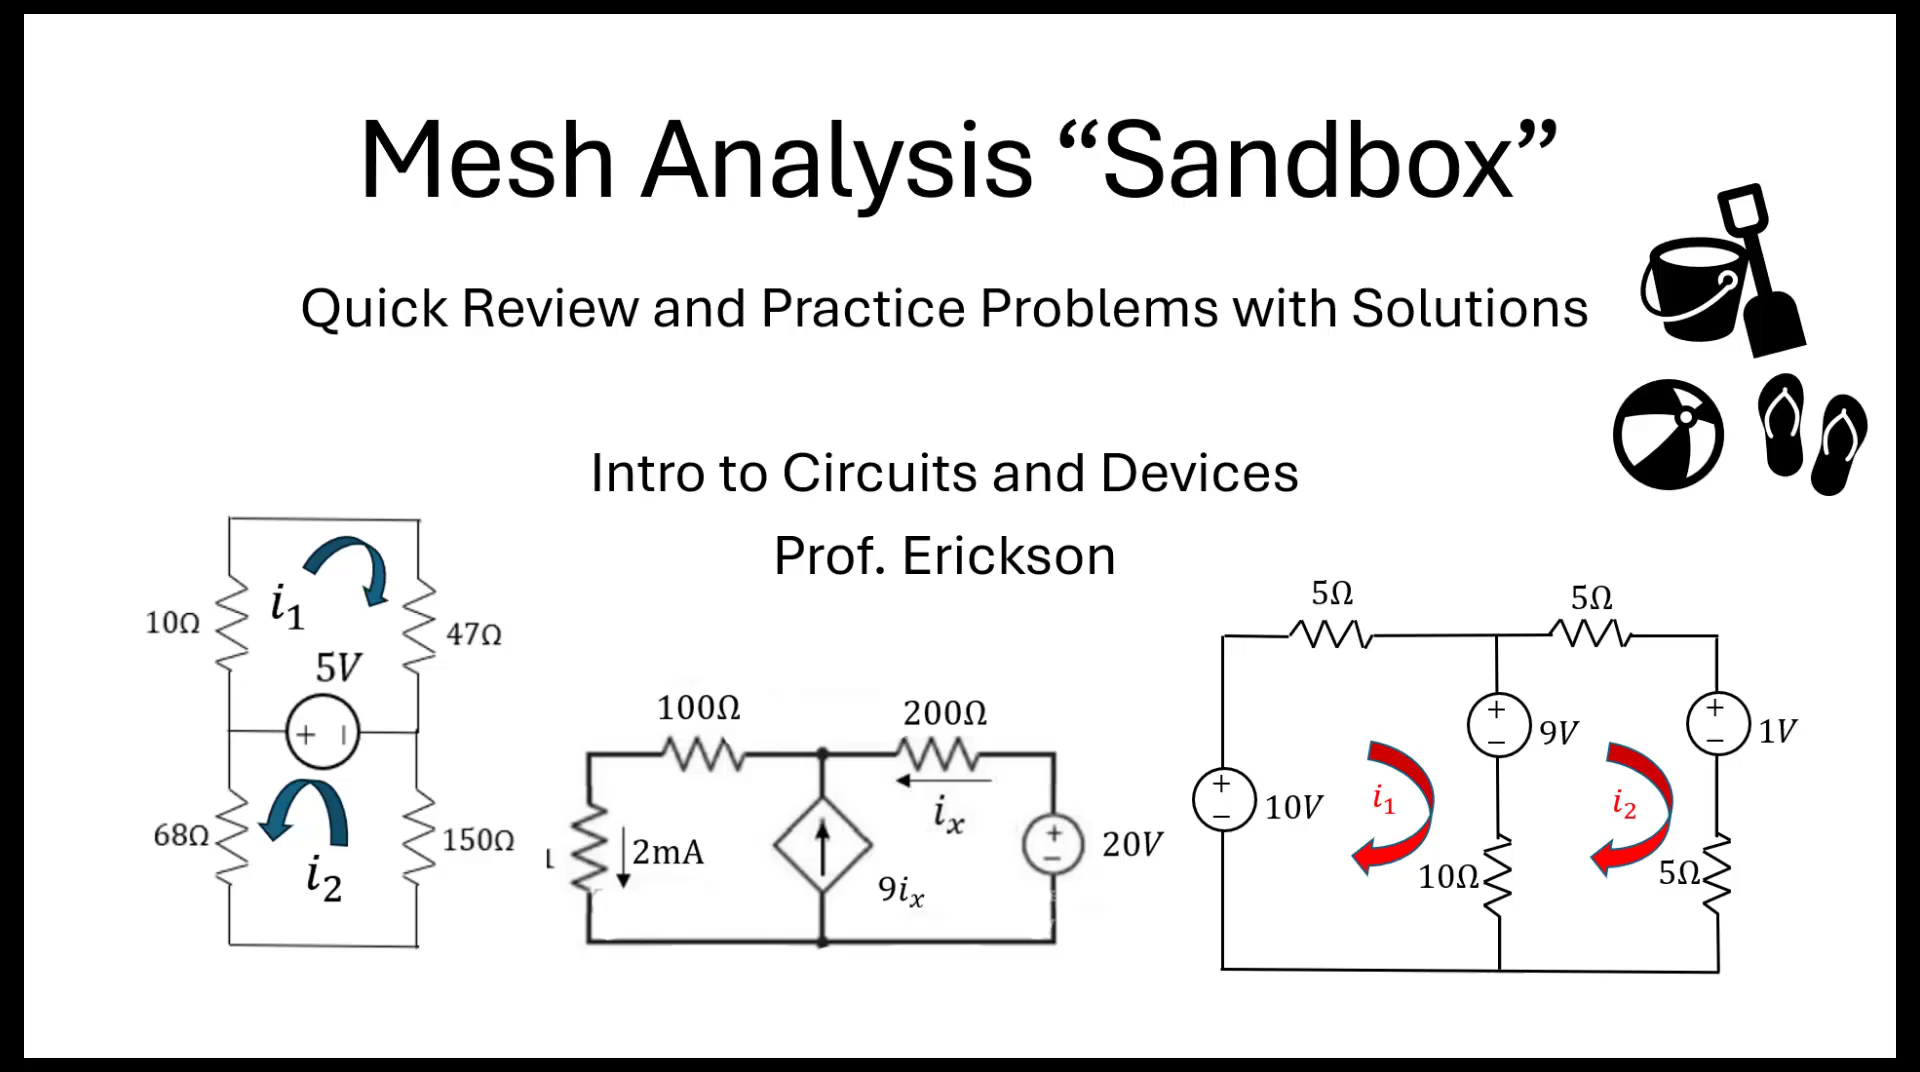 Mesh Analysis “Sandbox”
Quick Review and Practice Problems with Solutions
Intro to Circuits and Devices
Prof. Erickson
10Ω
i1
47Ω
5V
+
68Ω
i2
150Ω
100Ω
200Ω
ix
2mA
9ix
+
−
20V
5Ω
5Ω
+
−
9V
+
−
1V
+
−
10V
i1
i2
10Ω
5Ω